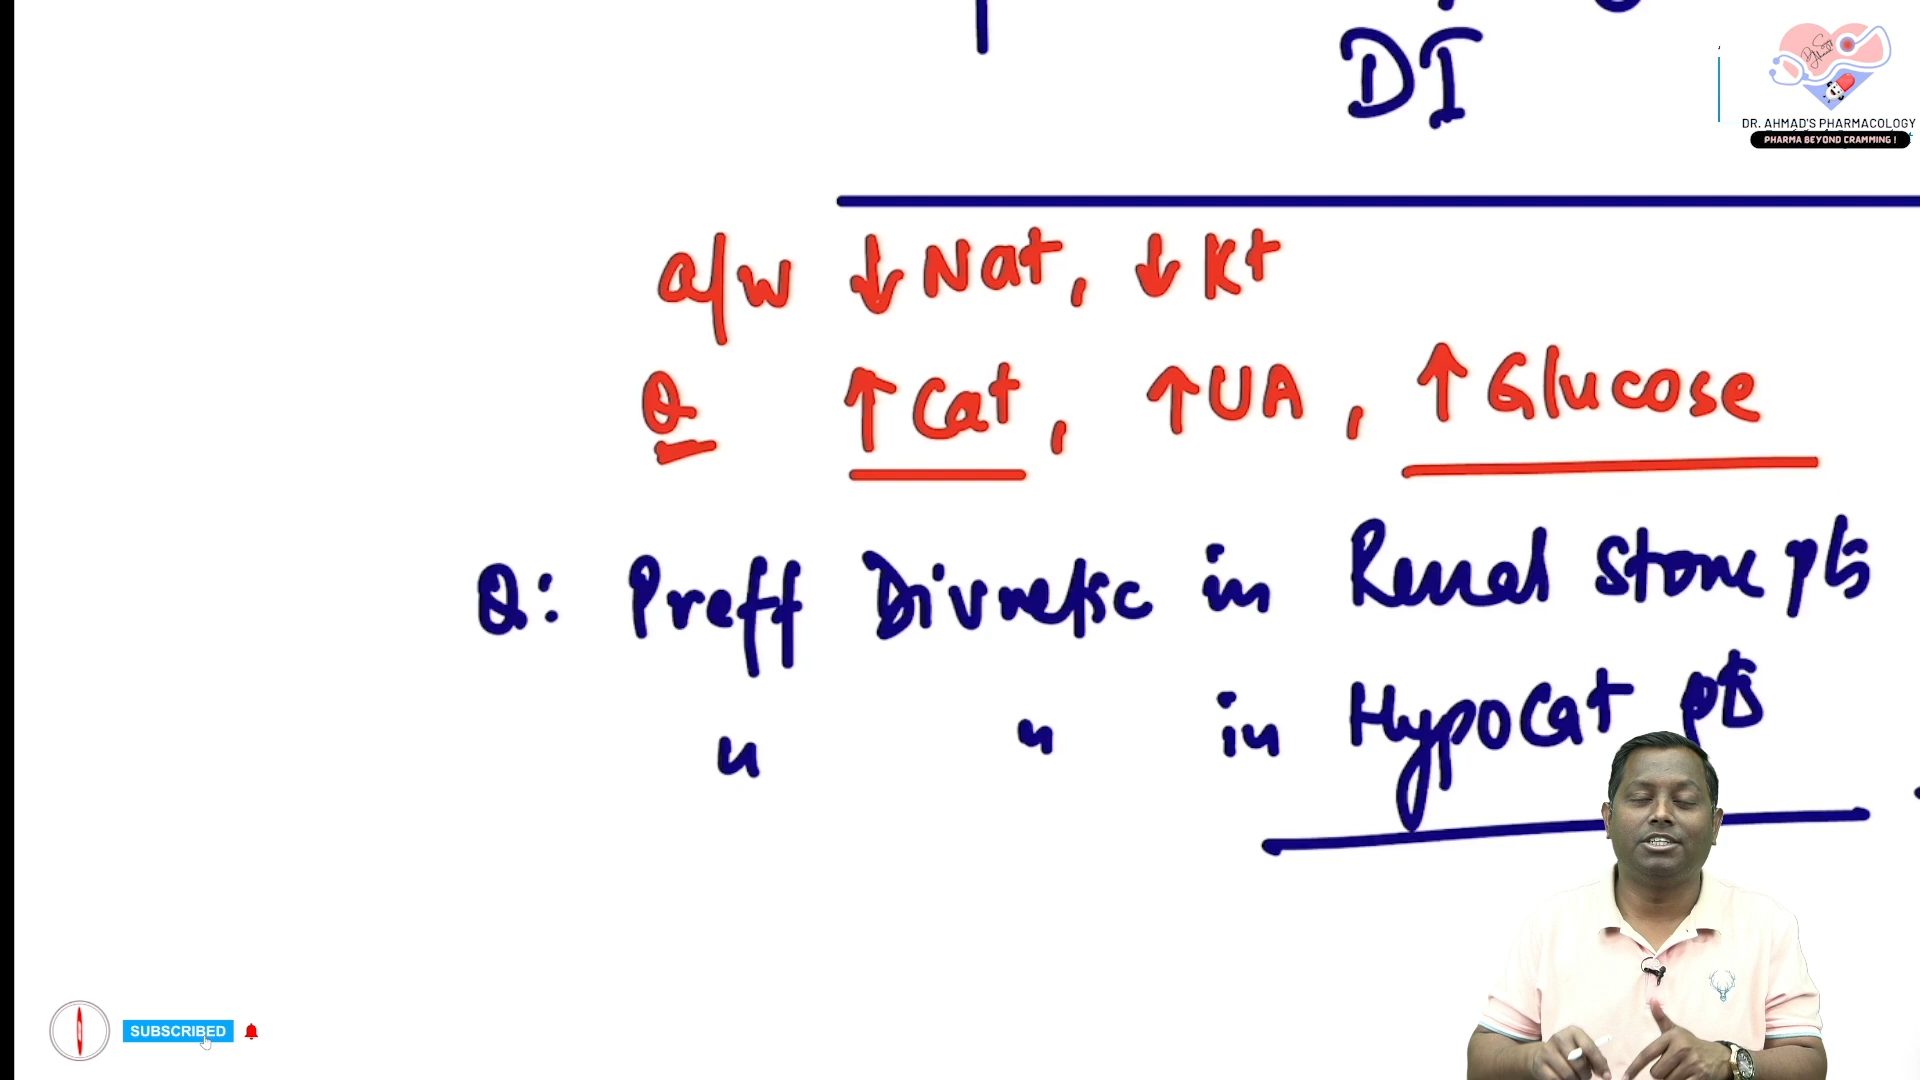 DI
DR. AHMAD'S PHARMACOLOGY
PHARMA BEYOND CRAMMING !
a/w ↓ Na+, ↓ K+
Q ↑ Ca+, ↑ UA, ↑ Glucose
Q: Preff Diuretic in Renal Stone pts
" " in HypoCa+ pts
SUBSCRIBED